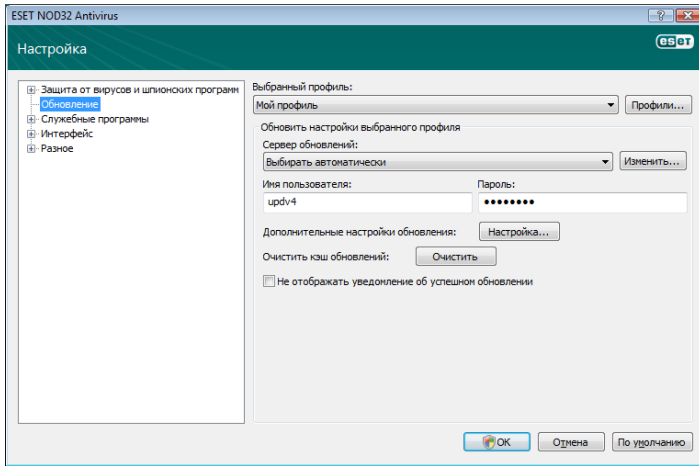 ESET NOD32 Antivirus
Настройка
eset
Защита от вирусов и шпионских программ
Обновление
Служебные программы
Интерфейс
Разное
Выбранный профиль:
Мой профиль
Профили...
Обновить настройки выбранного профиля
Сервер обновлений:
Выбирать автоматически
Изменить...
Имя пользователя: Пароль:
updv4 ••••••••
Дополнительные настройки обновления: Настройка...
Очистить кэш обновлений: Очистить
Не отображать уведомление об успешном обновлении
OK Отмена По умолчанию